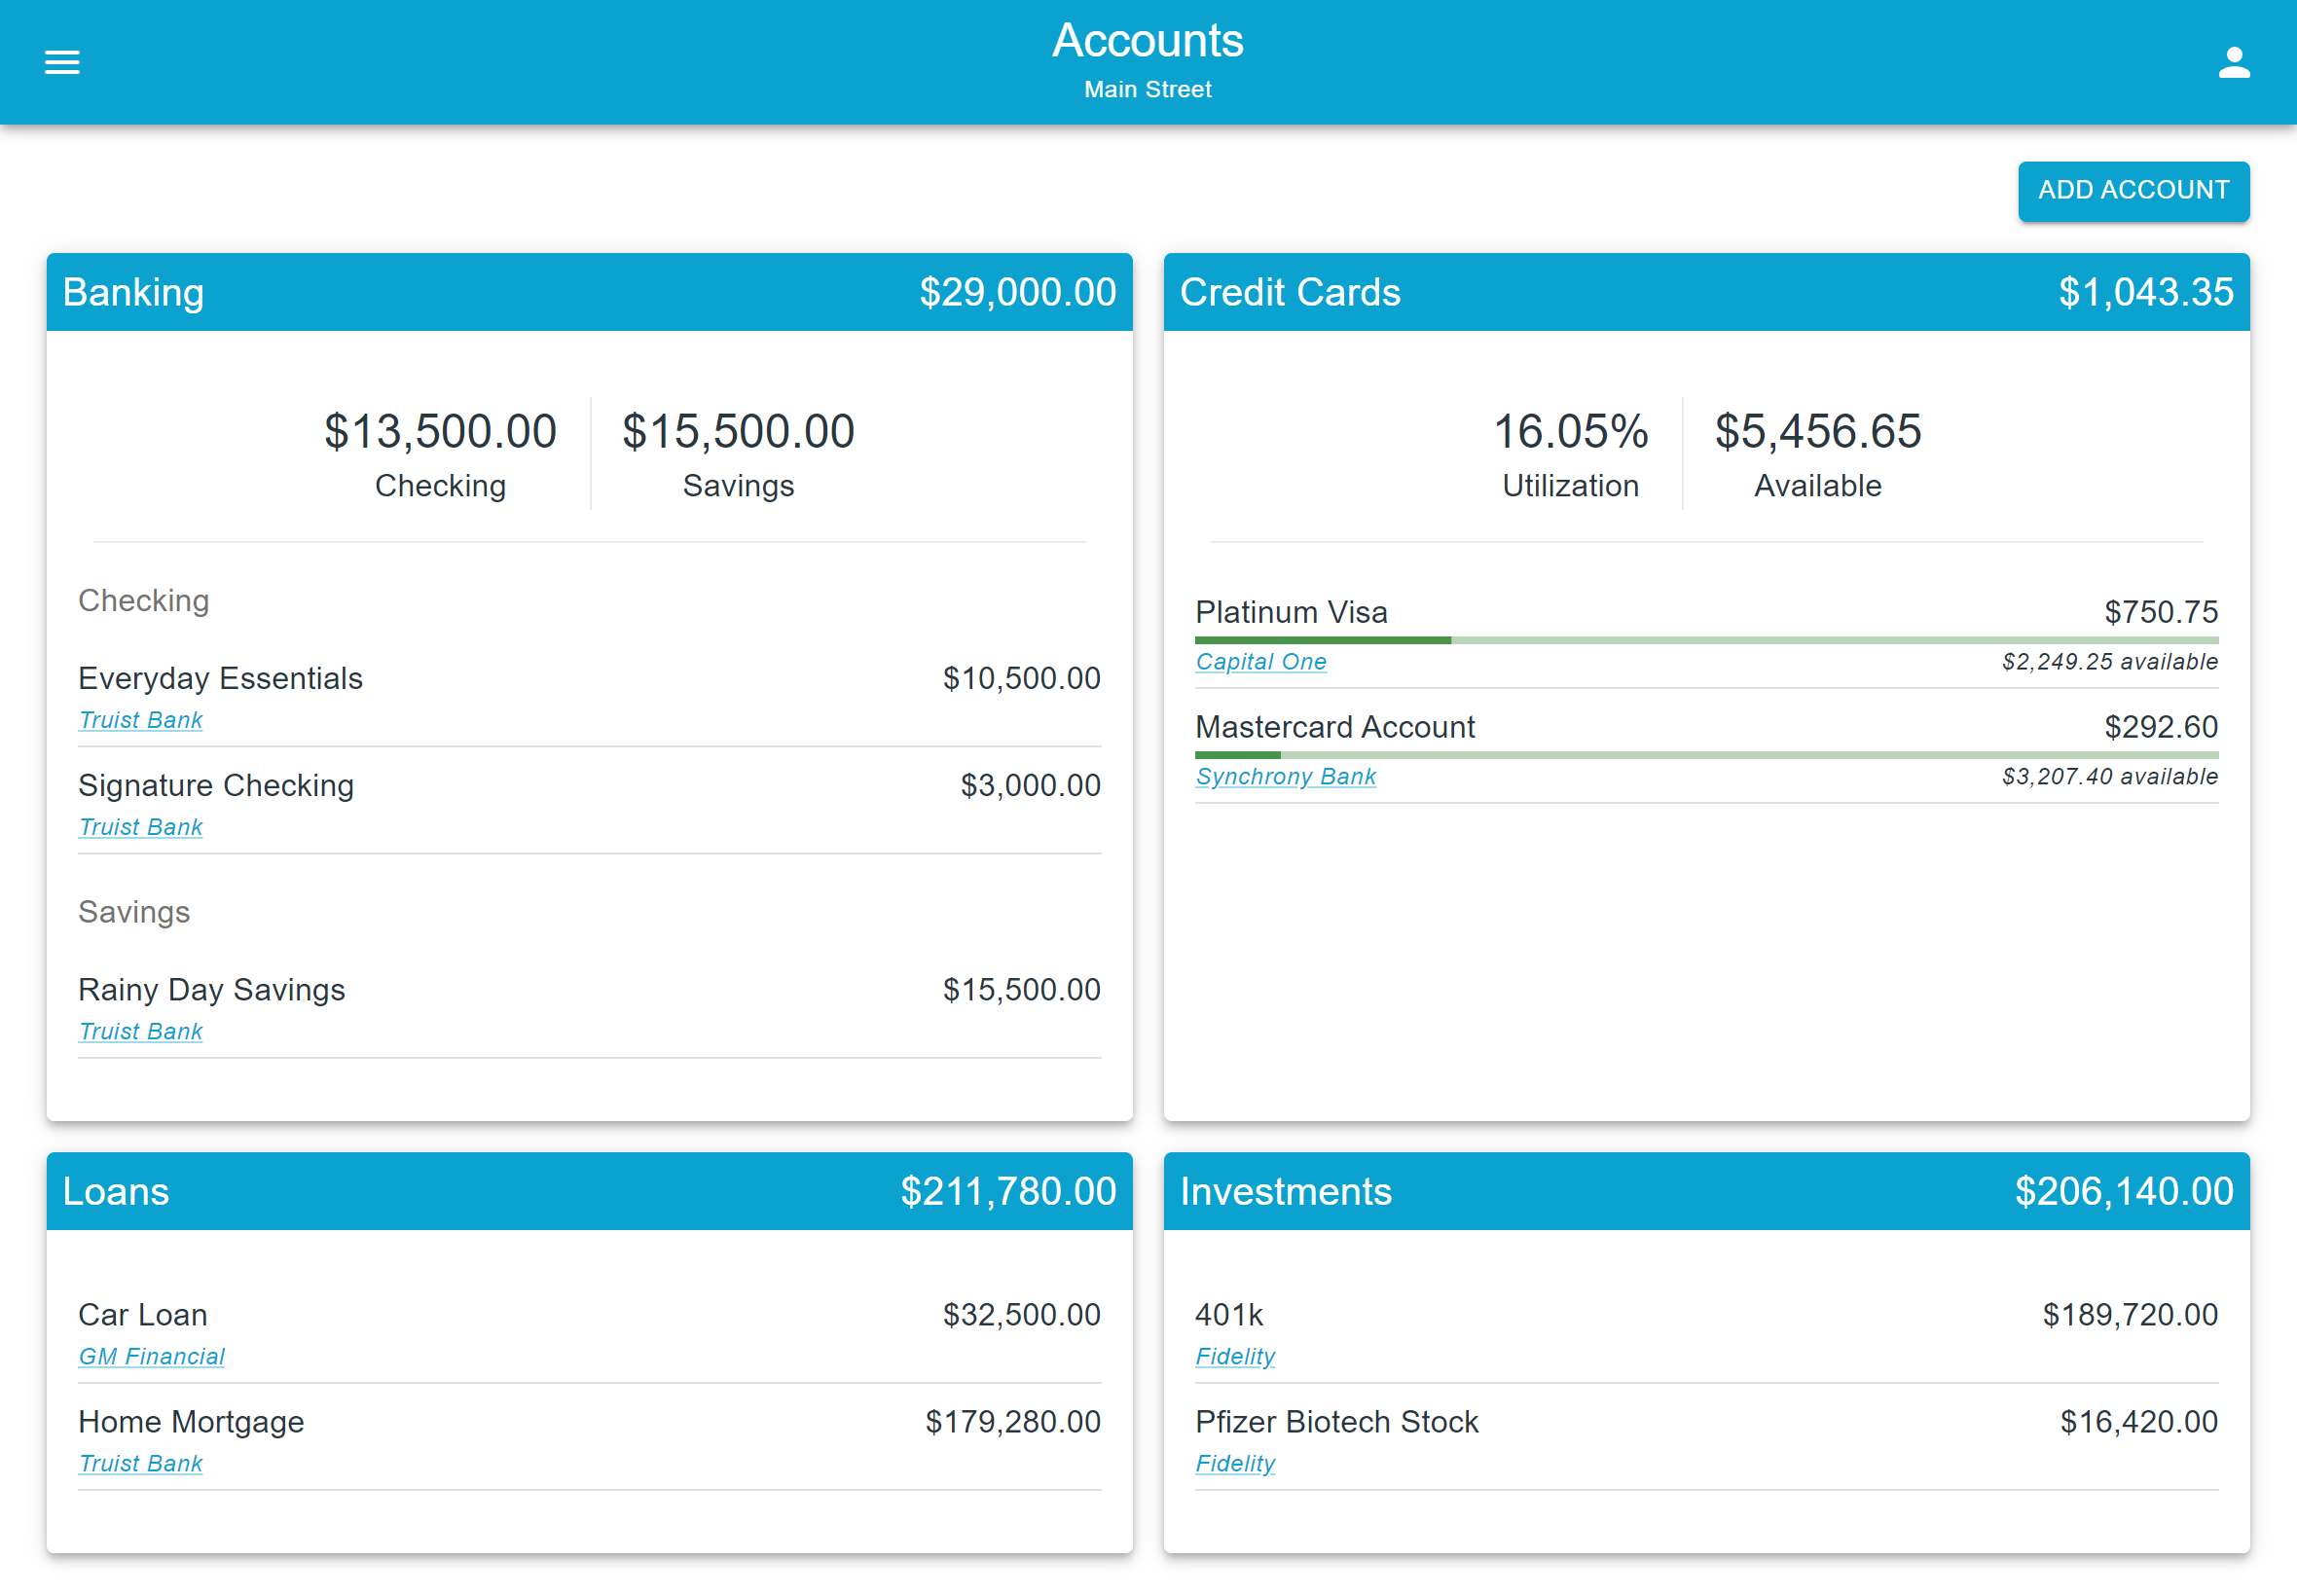 Accounts
Main Street
ADD ACCOUNT
Banking $29,000.00
$13,500.00 $15,500.00
Checking Savings
Checking
Everyday Essentials $10,500.00
Truist Bank
Signature Checking $3,000.00
Truist Bank
Savings
Rainy Day Savings $15,500.00
Truist Bank
Credit Cards $1,043.35
16.05% $5,456.65
Utilization Available
Platinum Visa $750.75
Capital One $2,249.25 available
Mastercard Account $292.60
Synchrony Bank $3,207.40 available
Loans $211,780.00
Car Loan $32,500.00
GM Financial
Home Mortgage $179,280.00
Truist Bank
Investments $206,140.00
401k $189,720.00
Fidelity
Pfizer Biotech Stock $16,420.00
Fidelity